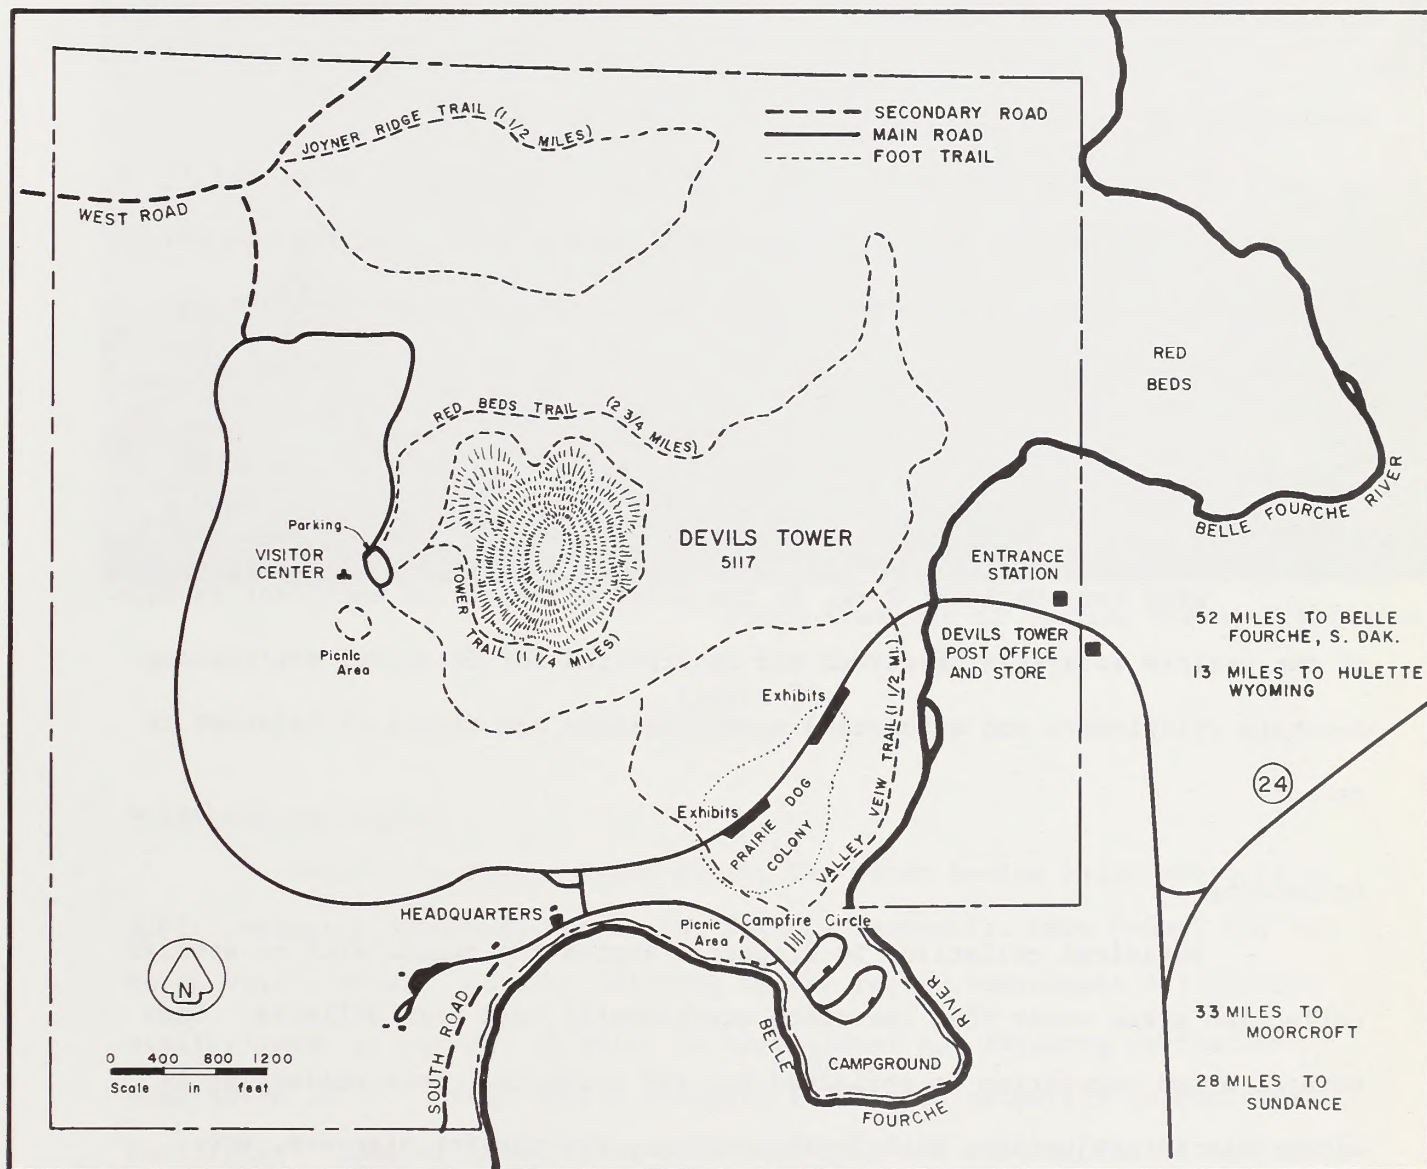 SECONDARY ROAD
MAIN ROAD
FOOT TRAIL
JOYNER RIDGE TRAIL (1 1/2 MILES)
WEST ROAD
RED
BEDS
RED BEDS TRAIL (2 3/4 MILES)
BELLE FOURCHE RIVER
Parking
VISITOR
CENTER
DEVILS TOWER
5117
TOWER
TRAIL (1 1/4 MILES)
ENTRANCE
STATION
Picnic
Area
DEVILS TOWER
POST OFFICE
AND STORE
52 MILES TO BELLE
FOURCHE, S. DAK.
13 MILES TO HULETTE
WYOMING
Exhibits
VALLEY VEIW TRAIL (1 1/2 MI.)
24
Exhibits
PRAIRIE DOG
COLONY
HEADQUARTERS
Picnic
Area
Campfire Circle
N
SOUTH ROAD
BELLE
FOURCHE
RIVER
CAMPGROUND
33 MILES TO
MOORCROFT
28 MILES TO
SUNDANCE
0 400 800 1200
Scale in feet